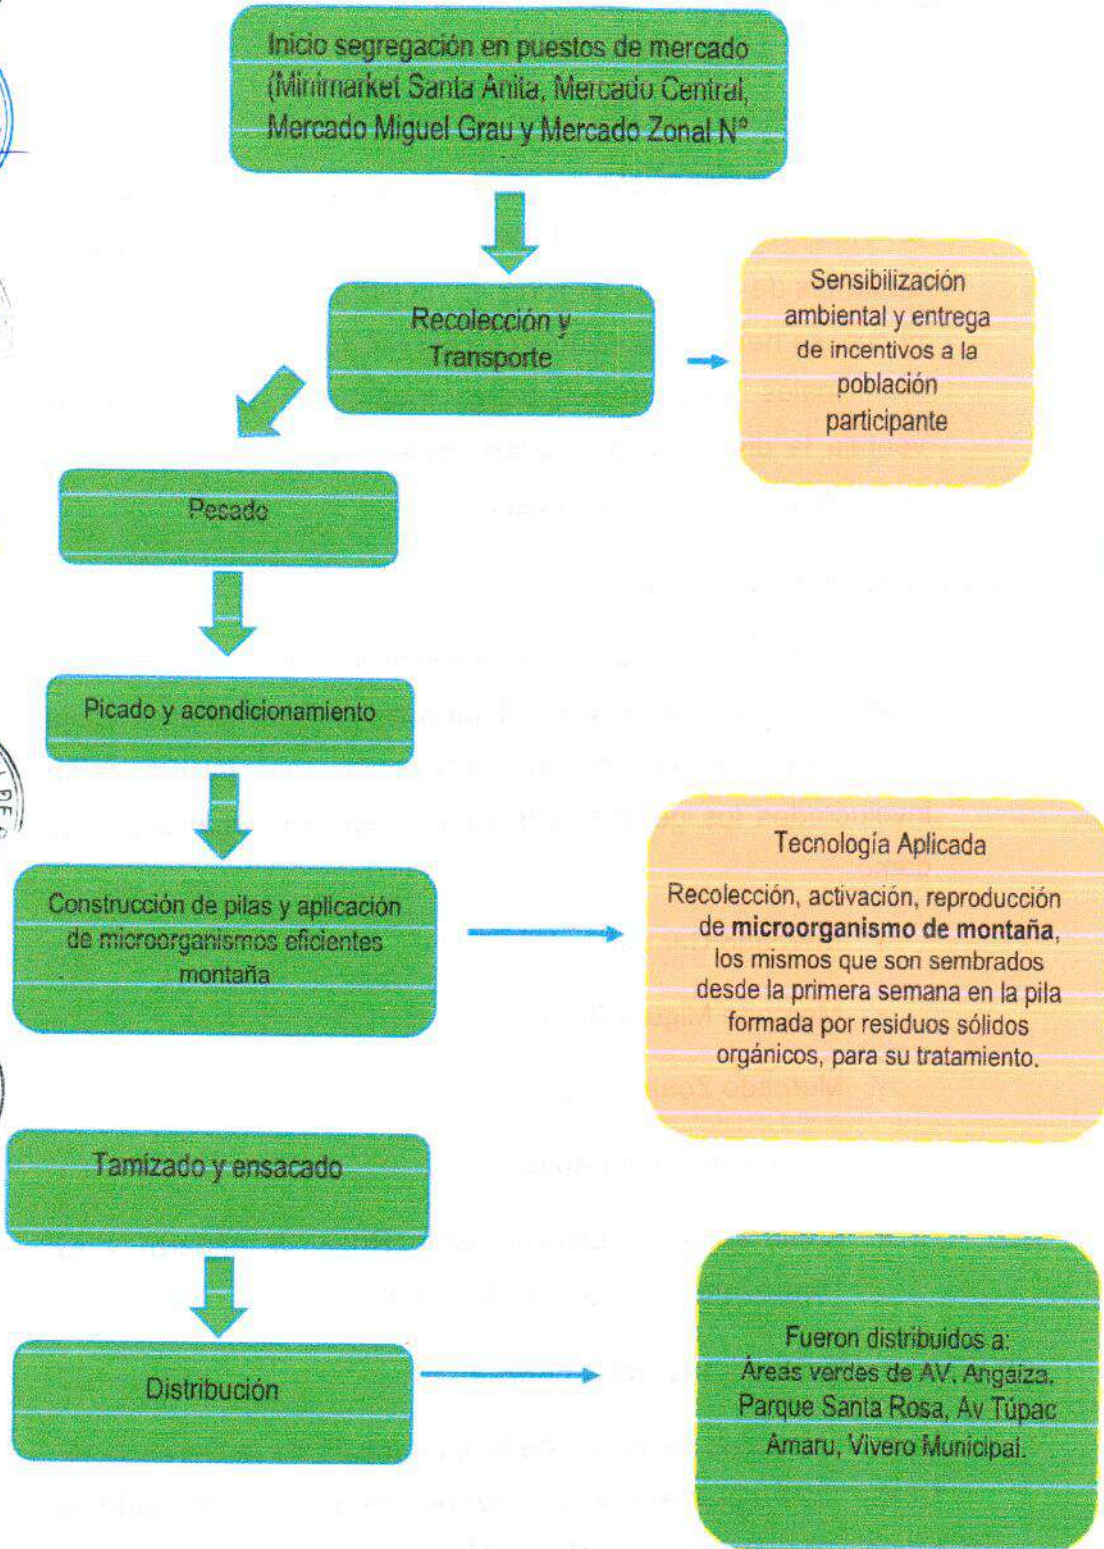 Inicio segregación en puestos de mercado
(Minimarket Santa Anita, Mercado Central,
Mercado Miguel Grau y Mercado Zonal N°
Recolección y
Transporte
Sensibilización
ambiental y entrega
de incentivos a la
población
participante
Pesado
Picado y acondicionamiento
Construcción de pilas y aplicación
de microorganismos eficientes
montaña
Tecnología Aplicada
Recolección, activación, reproducción
de microorganismo de montaña,
los mismos que son sembrados
desde la primera semana en la pila
formada por residuos sólidos
orgánicos, para su tratamiento.
Tamizado y ensacado
Distribución
Fueron distribuidos a:
Áreas verdes de AV. Angaiza,
Parque Santa Rosa, Av Túpac
Amaru, Vivero Municipal.